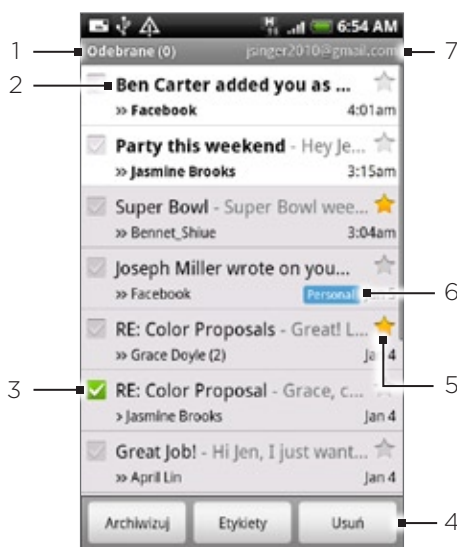 6:54 AM
1 Odebrane (0) jsinger2010@gmail.com 7
2 Ben Carter added you as ...
» Facebook 4:01am
Party this weekend - Hey Je...
» Jasmine Brooks 3:15am
Super Bowl - Super Bowl wee...
» Bennet_Shiue 3:04am
Joseph Miller wrote on you...
» Facebook Personal 6
RE: Color Proposals - Great! L...
» Grace Doyle (2) 4 5
3 RE: Color Proposal - Grace, c...
› Jasmine Brooks Jan 4
Great Job! - Hi Jen, I just want...
» April Lin Jan 4
Archiwizuj Etykiety Usuń 4